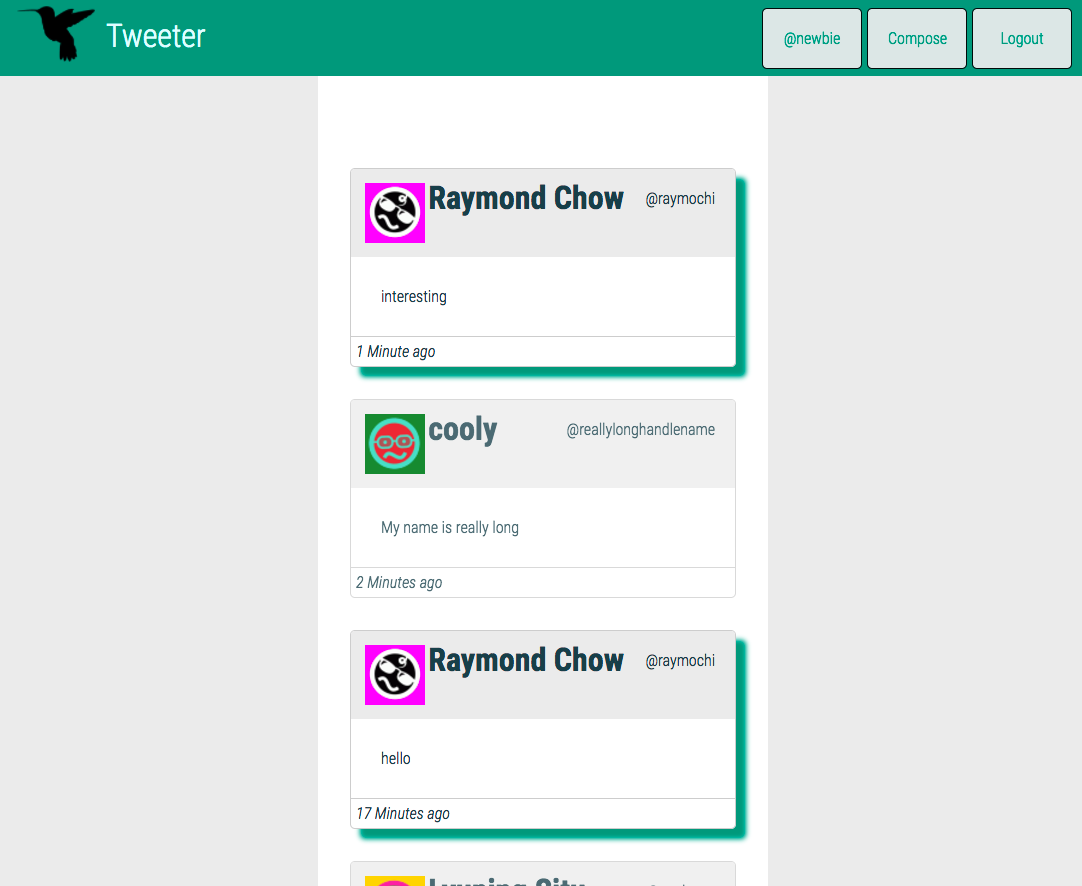 Tweeter
@newbie
Compose
Logout
Raymond Chow
@raymochi
interesting
1 Minute ago
cooly
@reallylonghandlename
My name is really long
2 Minutes ago
Raymond Chow
@raymochi
hello
17 Minutes ago
City